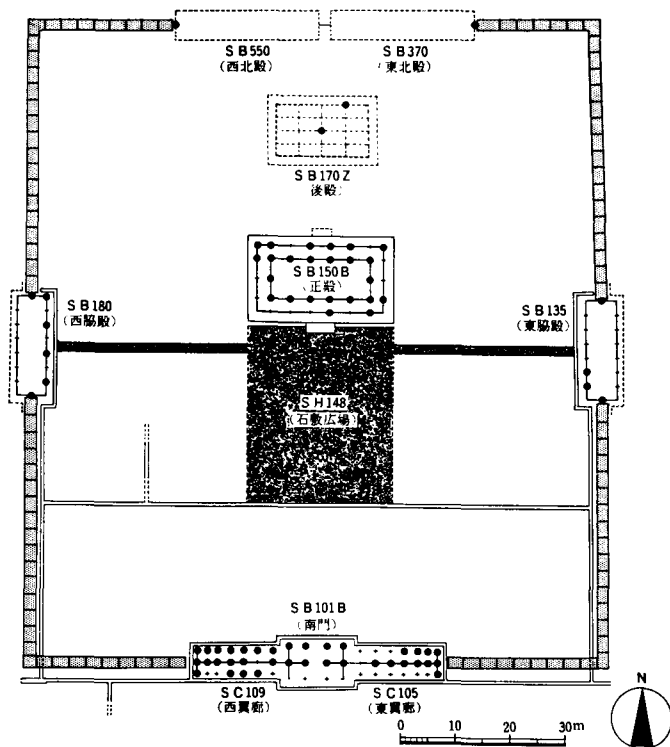 SB550
(西北殿)
SB370
(東北殿)
SB170Z
後殿
SB150B
(正殿)
SB180
(西脇殿)
SB135
(東脇殿)
SH148
(石敷広場)
SB101B
(南門)
SC109
(西翼廊)
SC105
(東翼廊)
N
0 10 20 30m